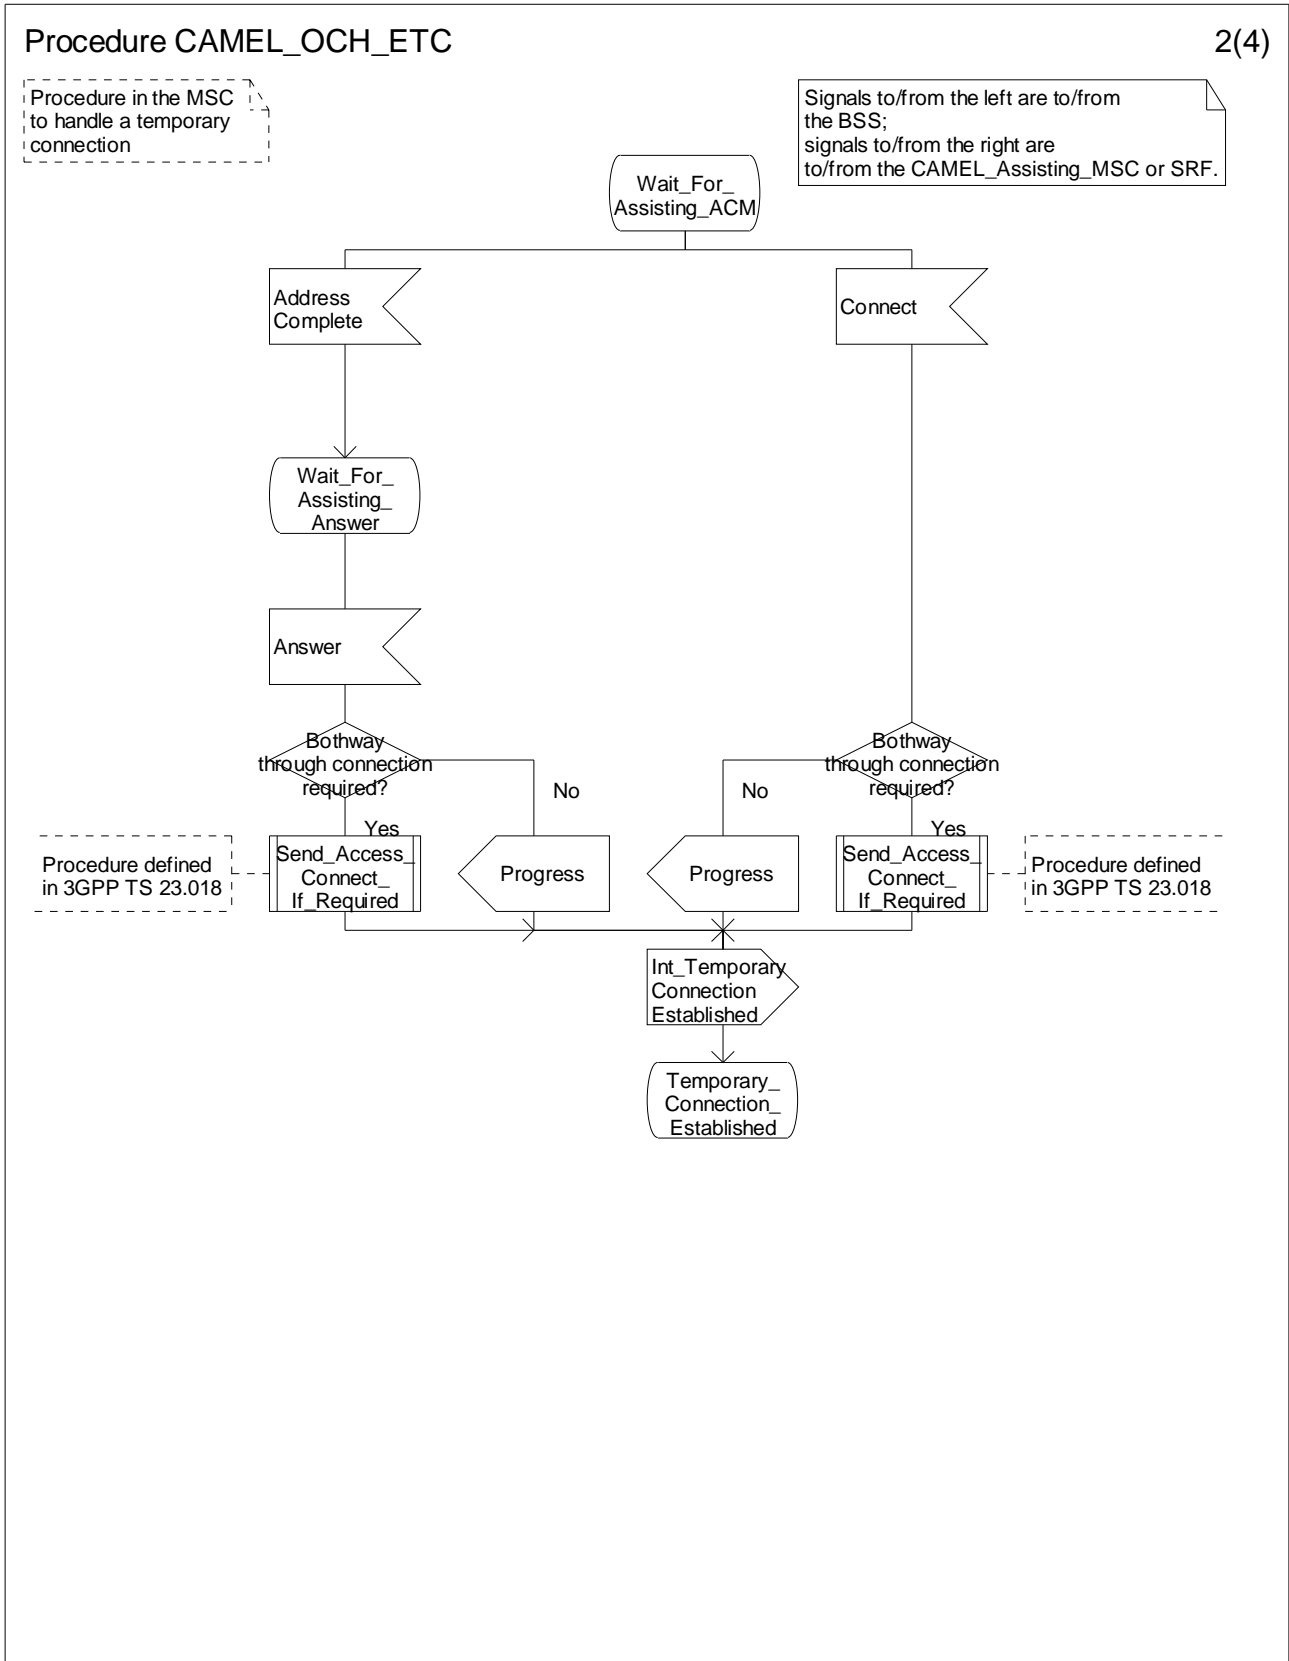 Procedure CAMEL_OCH_ETC
2(4)
Procedure in the MSC
to handle a temporary
connection
Signals to/from the left are to/from
the BSS;
signals to/from the right are
to/from the CAMEL_Assisting_MSC or SRF.
Wait_For_
Assisting_ACM
Address
Complete
Connect
Wait_For_
Assisting_
Answer
Answer
Bothway
through connection
required?
No
Yes
Bothway
through connection
required?
No
Yes
Procedure defined
in 3GPP TS 23.018
Send_Access_
Connect_
If_Required
Progress
Progress
Send_Access_
Connect_
If_Required
Procedure defined
in 3GPP TS 23.018
Int_Temporary
Connection
Established
Temporary_
Connection_
Established